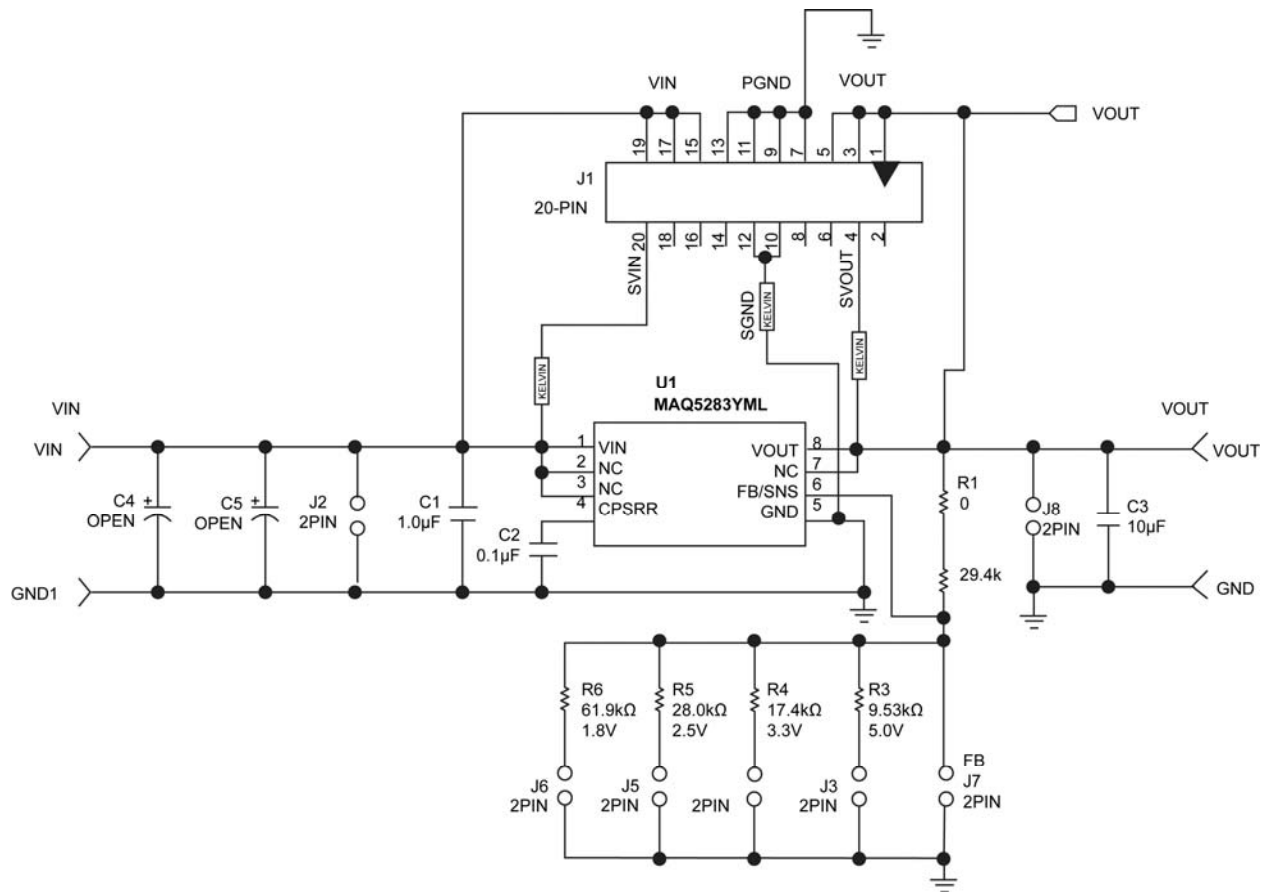 VIN
PGND
VOUT
VOUT
19
17
15
13
11
9
7
5
3
1
J1
20-PIN
20
18
16
14
12
10
8
6
4
2
SVIN
SGND
SVOUT
KELVIN
KELVIN
KELVIN
U1
MAQ5283YML
VIN
VIN
VOUT
VOUT
1
2
3
4
VIN
NC
NC
CPSRR
VOUT
NC
FB/SNS
GND
8
7
6
5
C4
OPEN
+
C5
OPEN
+
J2
2PIN
C1
1.0µF
C2
0.1µF
R1
0
29.4k
J8
2PIN
C3
10µF
GND1
GND
R6
61.9kΩ
1.8V
R5
28.0kΩ
2.5V
R4
17.4kΩ
3.3V
R3
9.53kΩ
5.0V
J6
2PIN
J5
2PIN
2PIN
J3
2PIN
FB
J7
2PIN